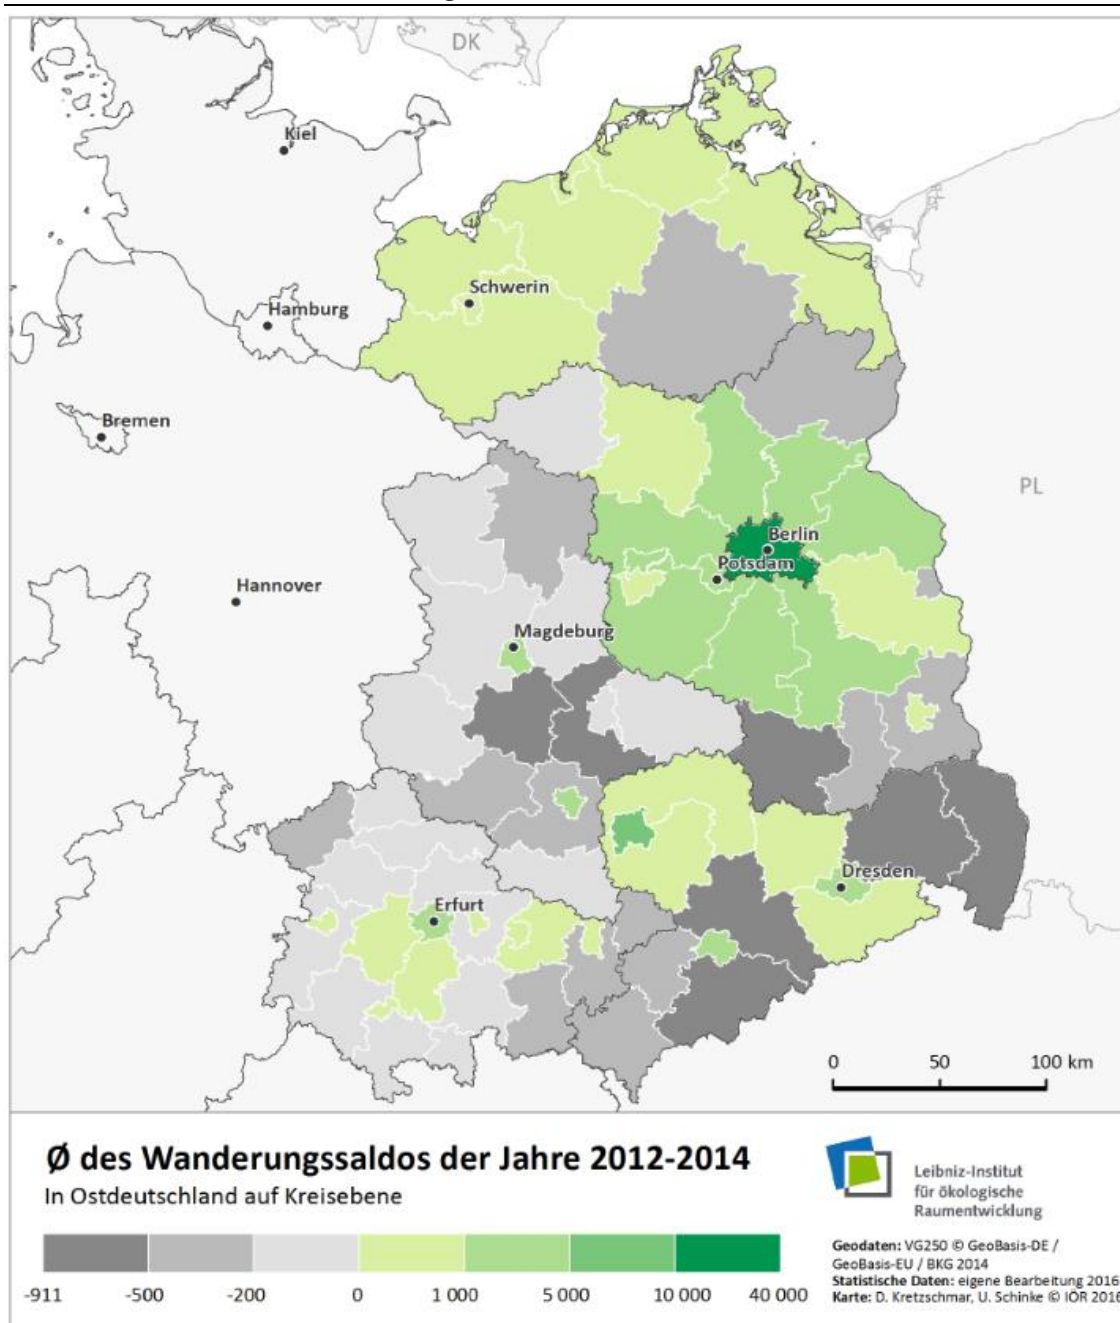 DK
Kiel
Schwerin
Hamburg
Bremen
PL
Berlin
Potsdam
Hannover
Magdeburg
Dresden
Erfurt
0 50 100 km
Ø des Wanderungssaldos der Jahre 2012-2014
In Ostdeutschland auf Kreisebene
-911 -500 -200 0 1 000 5 000 10 000 40 000
Leibniz-Institut
für ökologische
Raumentwicklung
Geodaten: VG250 © GeoBasis-DE /
GeoBasis-EU / BKG 2014
Statistische Daten: eigene Bearbeitung 2016
Karte: D. Kretzschmar, U. Schinke © IÖR 2016